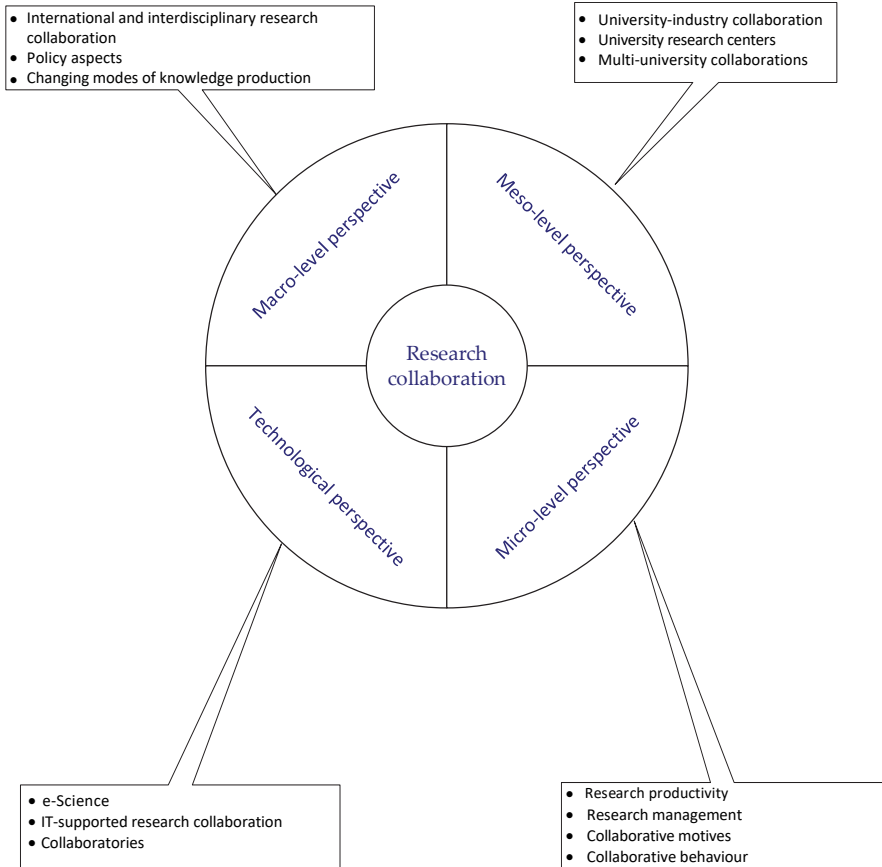 • International and interdisciplinary research
collaboration
• Policy aspects
• Changing modes of knowledge production
• University-industry collaboration
• University research centers
• Multi-university collaborations
Macro-level perspective
Meso-level perspective
Research
collaboration
Technological perspective
Micro-level perspective
• e-Science
• IT-supported research collaboration
• Collaboratories
• Research productivity
• Research management
• Collaborative motives
• Collaborative behaviour